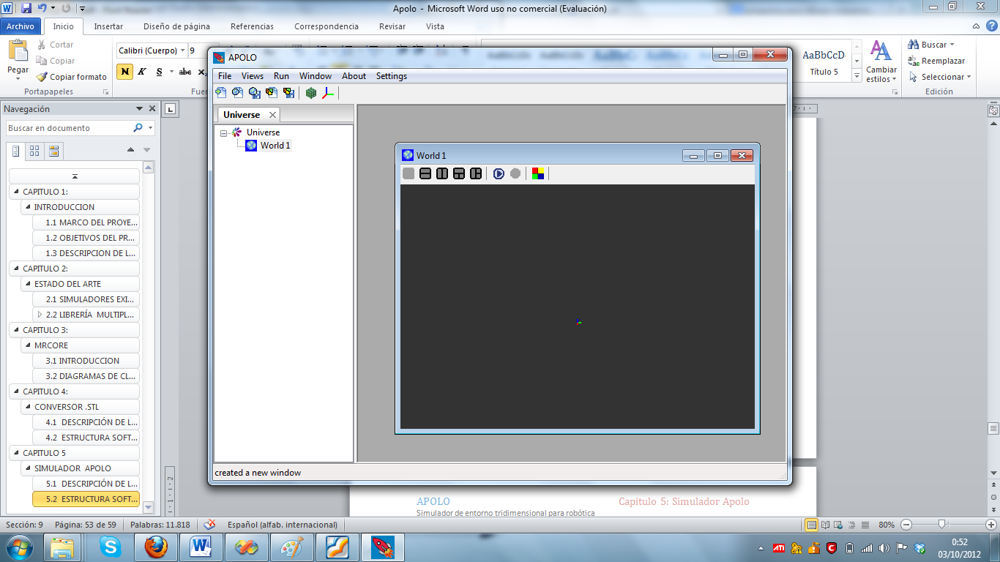 Apolo - Microsoft Word uso no comercial (Evaluación)
Archivo Inicio Insertar Diseño de página Referencias Correspondencia Revisar Vista
Pegar
Cortar
Copiar
Copiar formato
Portapapeles
Calibri (Cuerpo) 9
N K S abc
AaBbCcD
Título 5
Cambiar estilos
Buscar
Reemplazar
Seleccionar
Edición
Navegación
Buscar en documento
CAPITULO 1:
INTRODUCCION
1.1 MARCO DEL PROYE...
1.2 OBJETIVOS DEL PR...
1.3 DESCRIPCION DE L...
CAPITULO 2:
ESTADO DEL ARTE
2.1 SIMULADORES EXI...
2.2 LIBRERÍA MULTIPL...
CAPITULO 3:
MRCORE
3.1 INTRODUCCION
3.2 DIAGRAMAS DE CL...
CAPITULO 4:
CONVERSOR .STL
4.1 DESCRIPCIÓN DE L...
4.2 ESTRUCTURA SOFT...
CAPITULO 5
SIMULADOR APOLO
5.1 DESCRIPCIÓN DE L...
5.2 ESTRUCTURA SOFT...
APOLO
File Views Run Window About Settings
Universe
Universe
World 1
World 1
created a new window
APOLO Capitulo 5: Simulador Apolo
Simulador de entorno tridimensional para robótica
Sección: 9 Página: 53 de 59 Palabras: 11.818 Español (alfab. internacional) 80%
0:52
03/10/2012